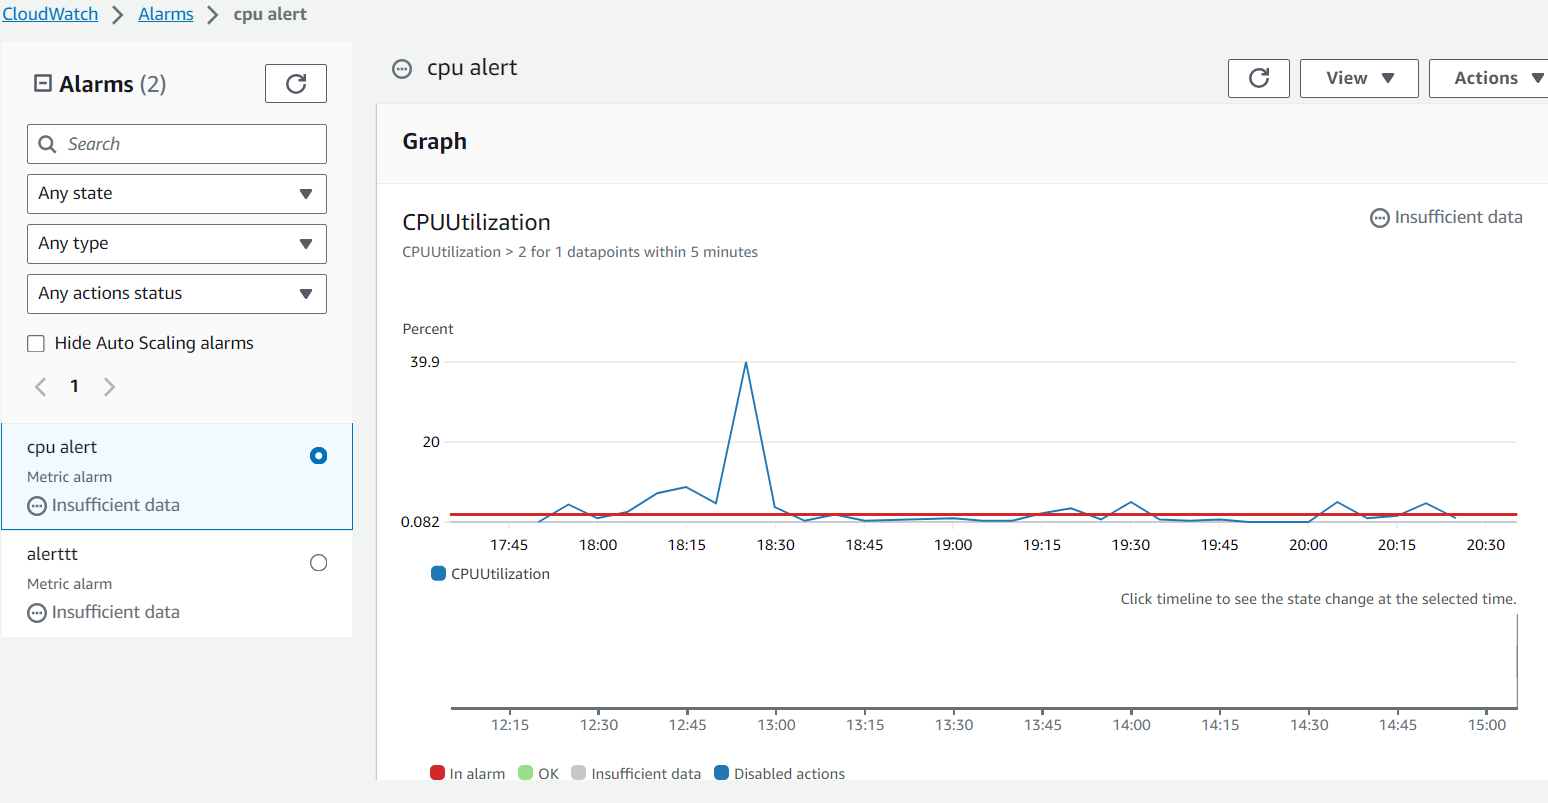 CloudWatch > Alarms > cpu alert
Alarms (2)
Search
Any state
Any type
Any actions status
Hide Auto Scaling alarms
1
cpu alert
Metric alarm
Insufficient data
alerttt
Metric alarm
Insufficient data
cpu alert
View
Actions
Graph
CPUUtilization
Insufficient data
CPUUtilization > 2 for 1 datapoints within 5 minutes
Percent
39.9
20
0.082
17:45 18:00 18:15 18:30 18:45 19:00 19:15 19:30 19:45 20:00 20:15 20:30
CPUUtilization
Click timeline to see the state change at the selected time.
12:15 12:30 12:45 13:00 13:15 13:30 13:45 14:00 14:15 14:30 14:45 15:00
In alarm OK Insufficient data Disabled actions